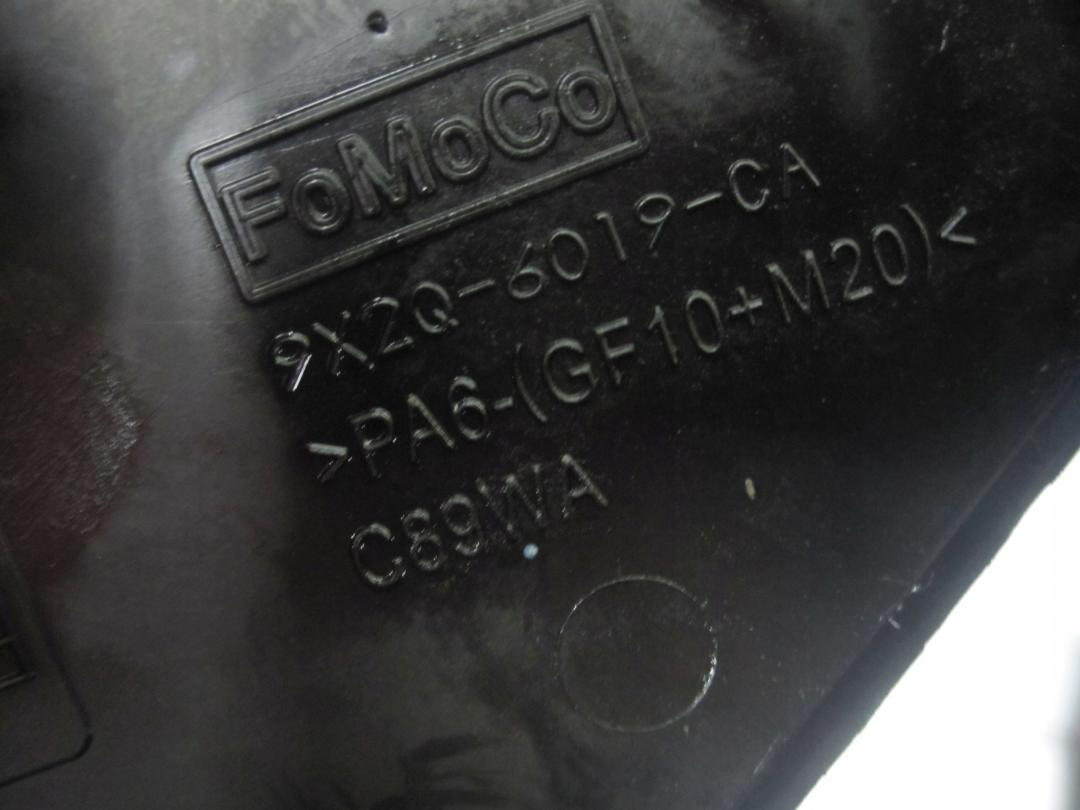 FoMoCo
9X2Q-6019-CA
>PA6-(GF10+M20)<
C89WA